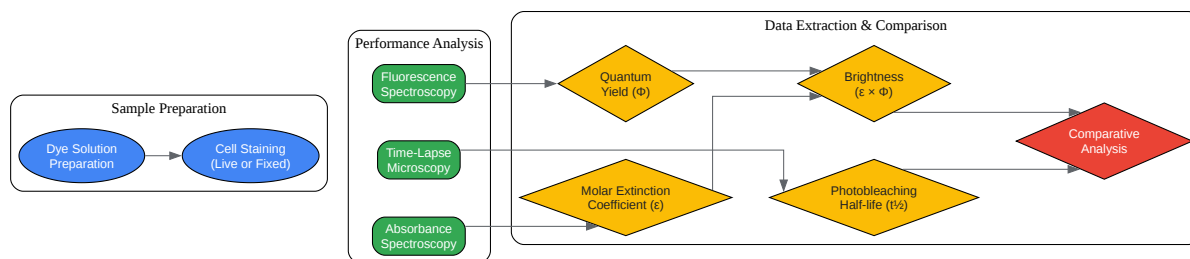 Sample Preparation
Dye Solution
Preparation
Cell Staining
(Live or Fixed)
Performance Analysis
Fluorescence
Spectroscopy
Time-Lapse
Microscopy
Absorbance
Spectroscopy
Data Extraction & Comparison
Quantum
Yield (Φ)
Molar Extinction
Coefficient (ε)
Brightness
(ε × Φ)
Photobleaching
Half-life (t½)
Comparative
Analysis